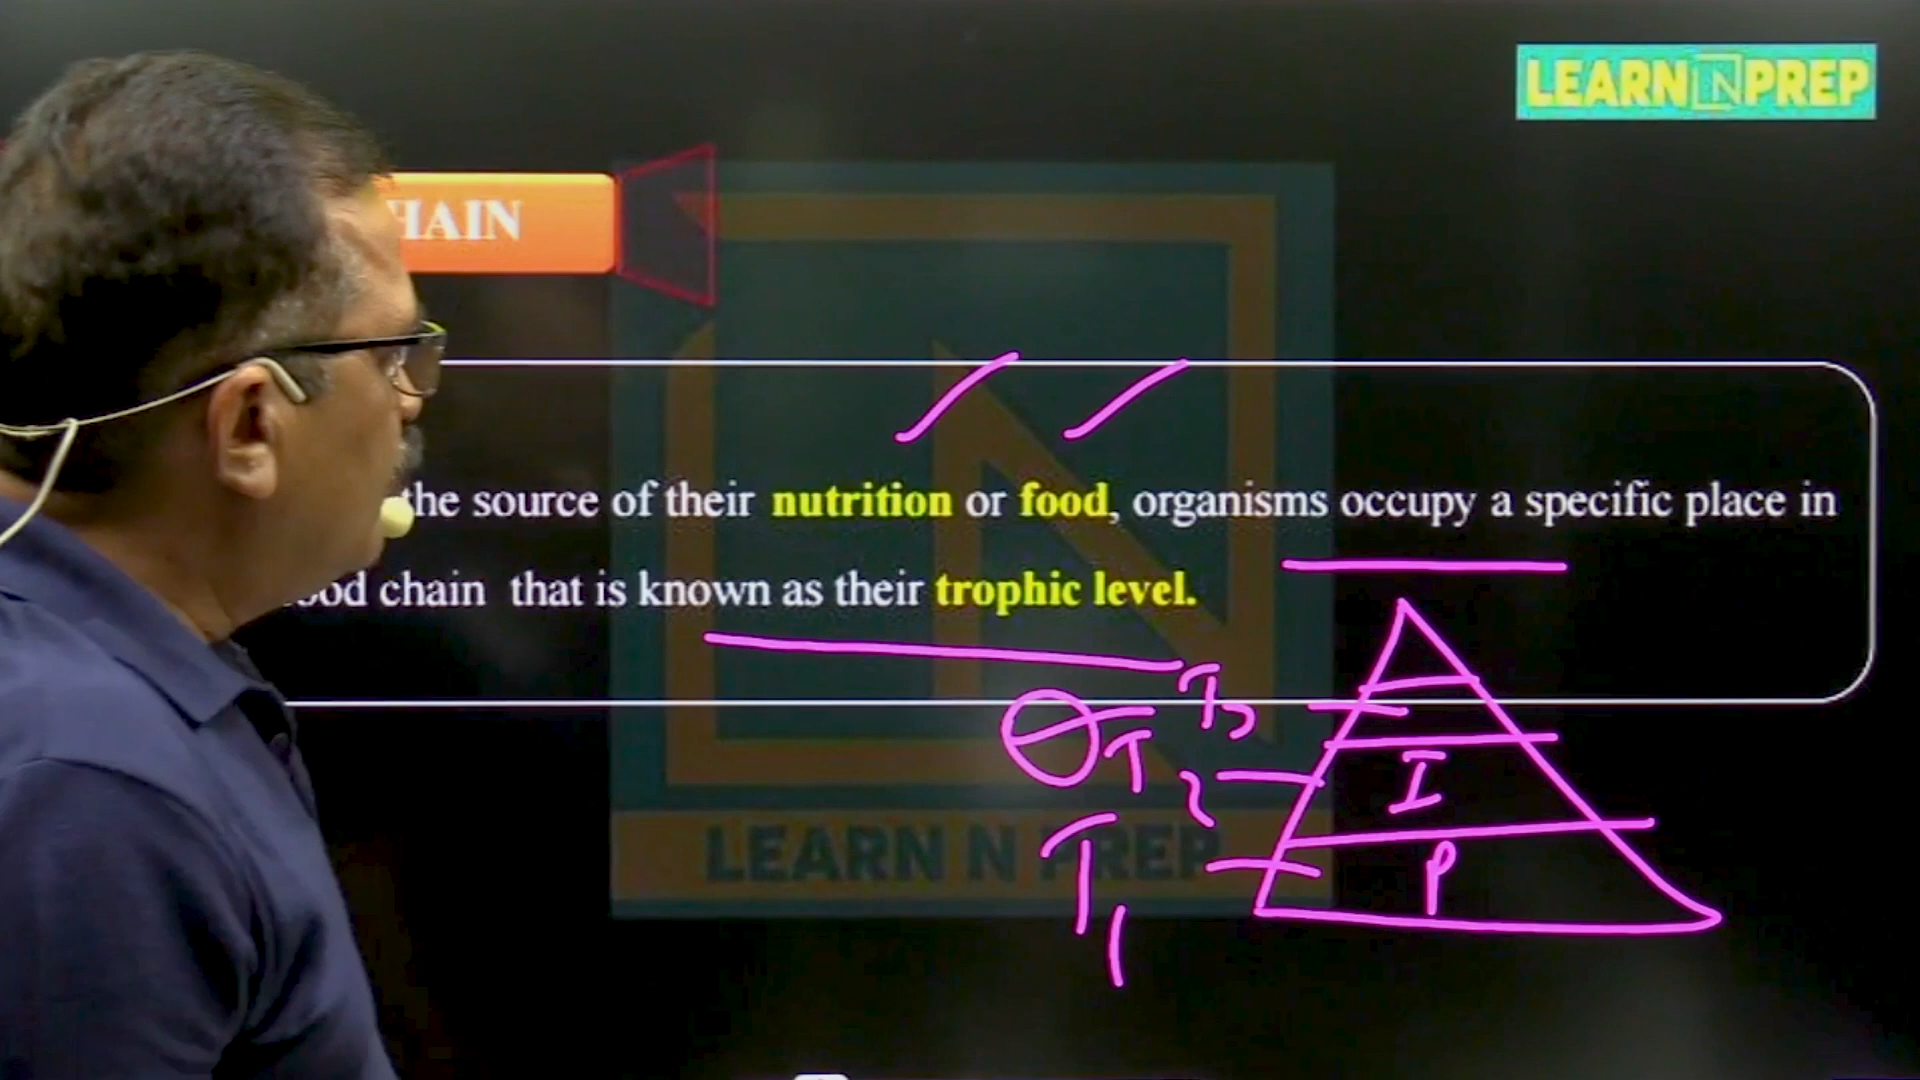 LEARN N PREP
HAIN
the source of their nutrition or food, organisms occupy a specific place in
ood chain that is known as their trophic level.
T3
T2
I
LEARN N PREP
P
T1